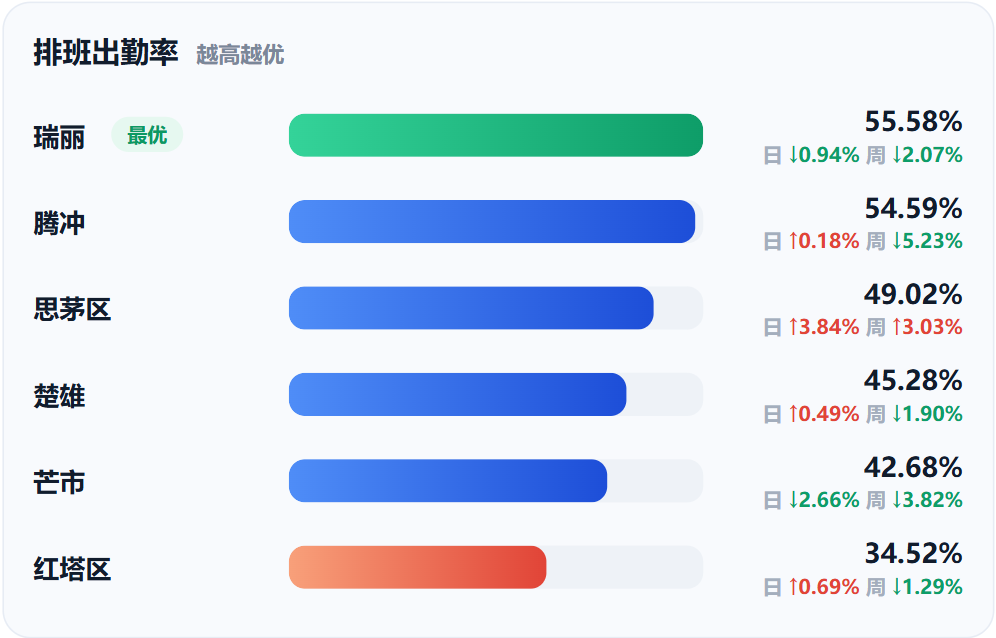 排班出勤率 越高越优
瑞丽 最优 55.58%
日 ↓0.94% 周 ↓2.07%
腾冲 54.59%
日 ↑0.18% 周 ↓5.23%
思茅区 49.02%
日 ↑3.84% 周 ↑3.03%
楚雄 45.28%
日 ↑0.49% 周 ↓1.90%
芒市 42.68%
日 ↓2.66% 周 ↓3.82%
红塔区 34.52%
日 ↑0.69% 周 ↓1.29%